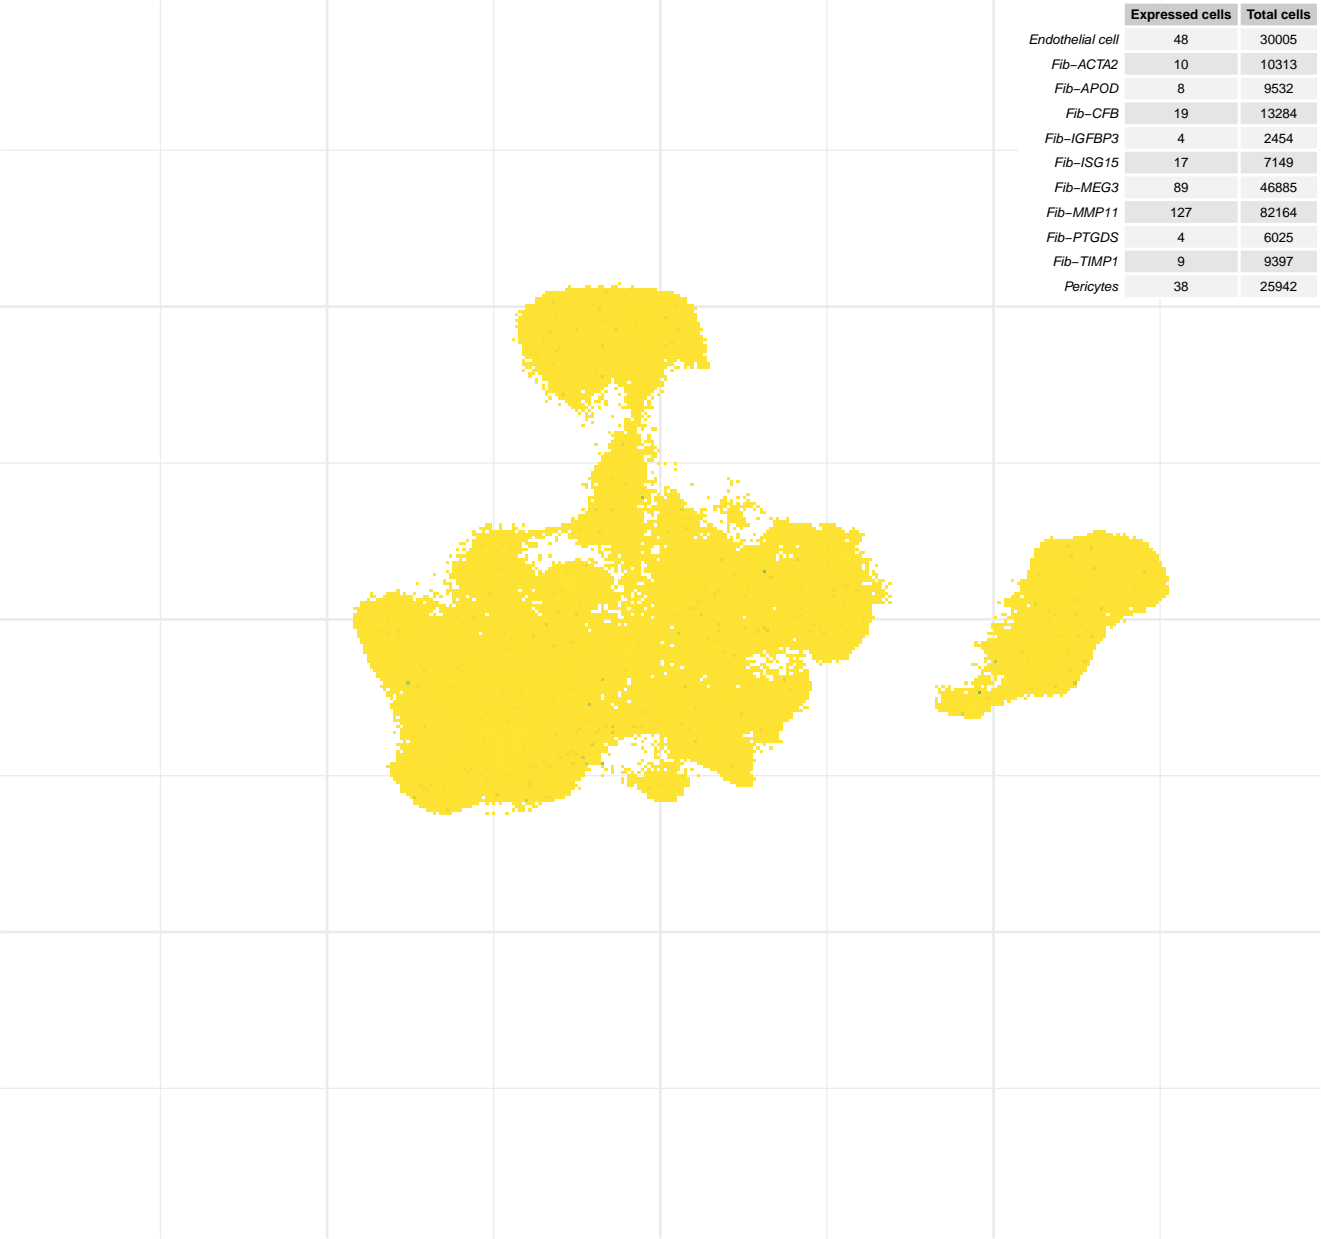 Expressed cells Total cells
Endothelial cell 48 30005
Fib−ACTA2 10 10313
Fib−APOD 8 9532
Fib−CFB 19 13284
Fib−IGFBP3 4 2454
Fib−ISG15 17 7149
Fib−MEG3 89 46885
Fib−MMP11 127 82164
Fib−PTGDS 4 6025
Fib−TIMP1 9 9397
Pericytes 38 25942